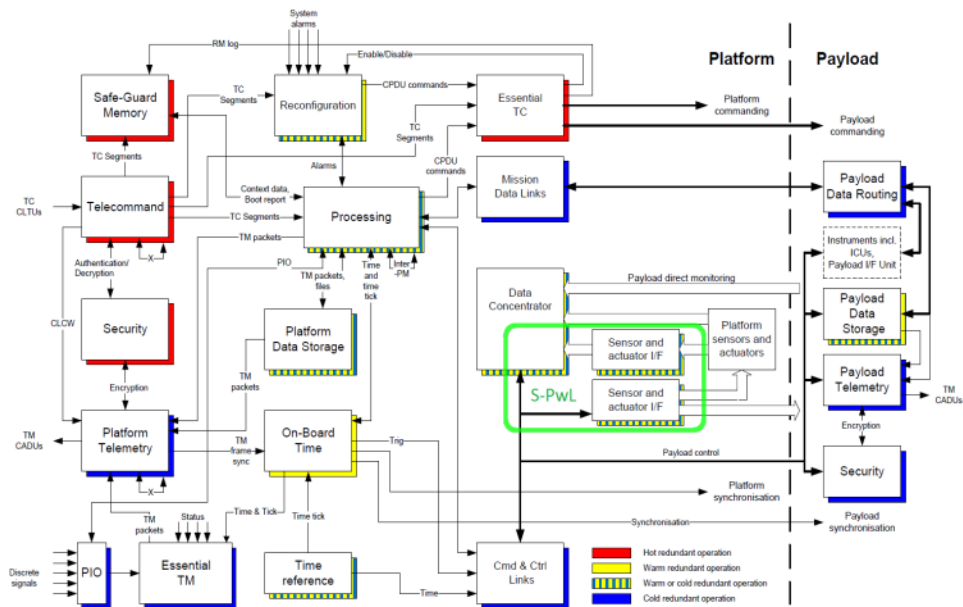 System
alarms
RM log
Enable/Disable
Platform
Payload
Safe-Guard
Memory
TC
Segments
Reconfiguration
CPDU commands
Essential
TC
Platform
commanding
Payload
commanding
TC Segments
TC
Segments
Alarms
CPDU
commands
Mission
Data Links
Payload
Data Routing
TC
CLTUs
Telecommand
Context data,
Boot report
Processing
TC Segments
X
TM packets
Authentication/
Decryption
PIO
TM packets,
files
Time
and
time
tick
Inter
-PM
Instruments incl.
ICUs,
Payload I/F Unit
Payload direct monitoring
Data
Concentrator
CLCW
Security
Platform
Data Storage
Sensor and
actuator I/F
Platform
sensors and
actuators
Payload
Data
Storage
S-PwL
Sensor and
actuator I/F
Encryption
TM
packets
Payload
Telemetry
TM
CADUs
TM
CADUs
Platform
Telemetry
TM
frame
sync
On-Board
Time
Trig
Encryption
Payload control
Security
X
Platform
synchronisation
TM
packets
Status
Time & Tick
Time tick
Synchronisation
Payload
synchronisation
Discrete
signals
PIO
Essential
TM
Time
reference
Time
Cmd & Ctrl
Links
Hot redundant operation
Warm redundant operation
Warm or cold redundant operation
Cold redundant operation